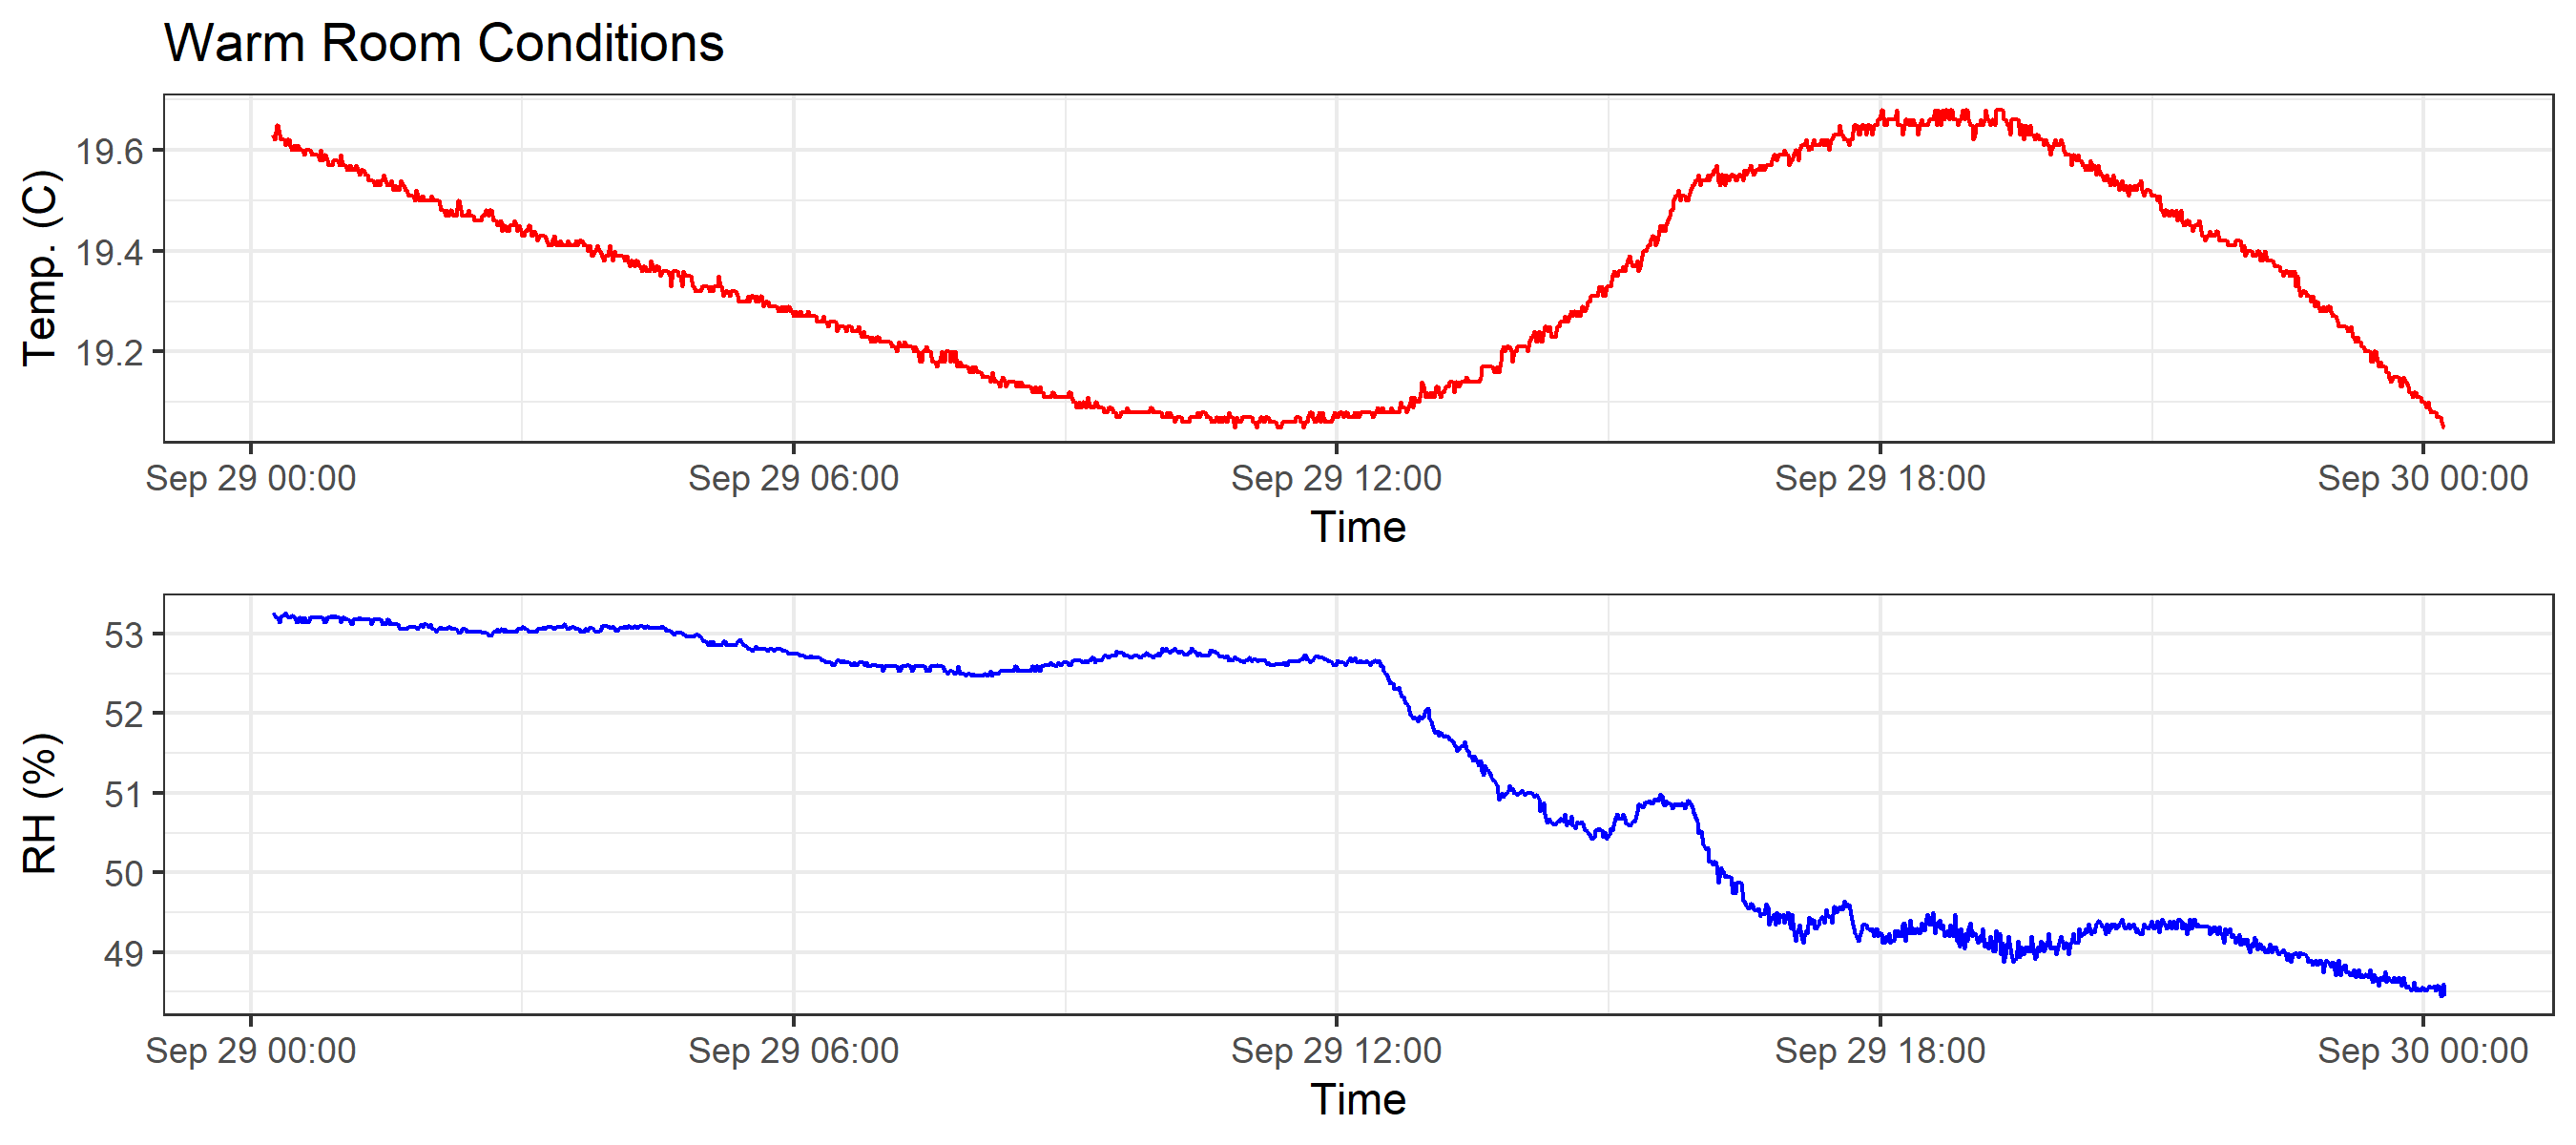 Warm Room Conditions
Temp. (C)
19.6
19.4
19.2
Sep 29 00:00 Sep 29 06:00 Sep 29 12:00 Sep 29 18:00 Sep 30 00:00
Time
RH (%)
53
52
51
50
49
Sep 29 00:00 Sep 29 06:00 Sep 29 12:00 Sep 29 18:00 Sep 30 00:00
Time